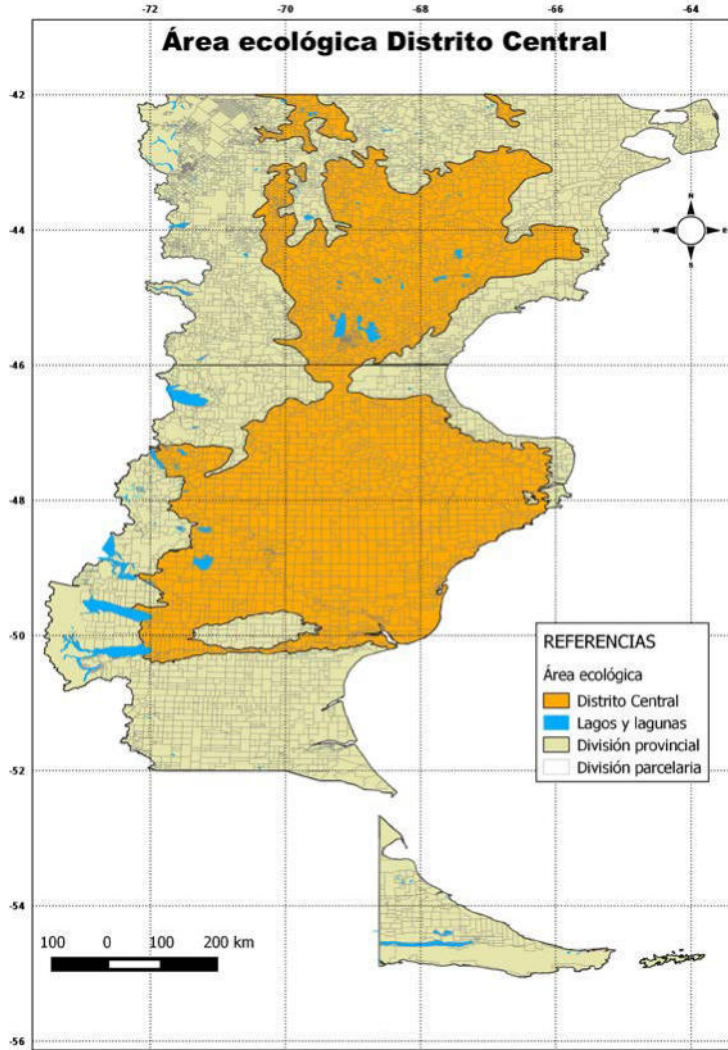 -72 -70 -68 -66 -64
Área ecológica Distrito Central
-42
-44
N
W E
S
-46
-48
-50
REFERENCIAS
Área ecológica
Distrito Central
Lagos y lagunas
División provincial
División parcelaria
-52
-54
100 0 100 200 km
-56